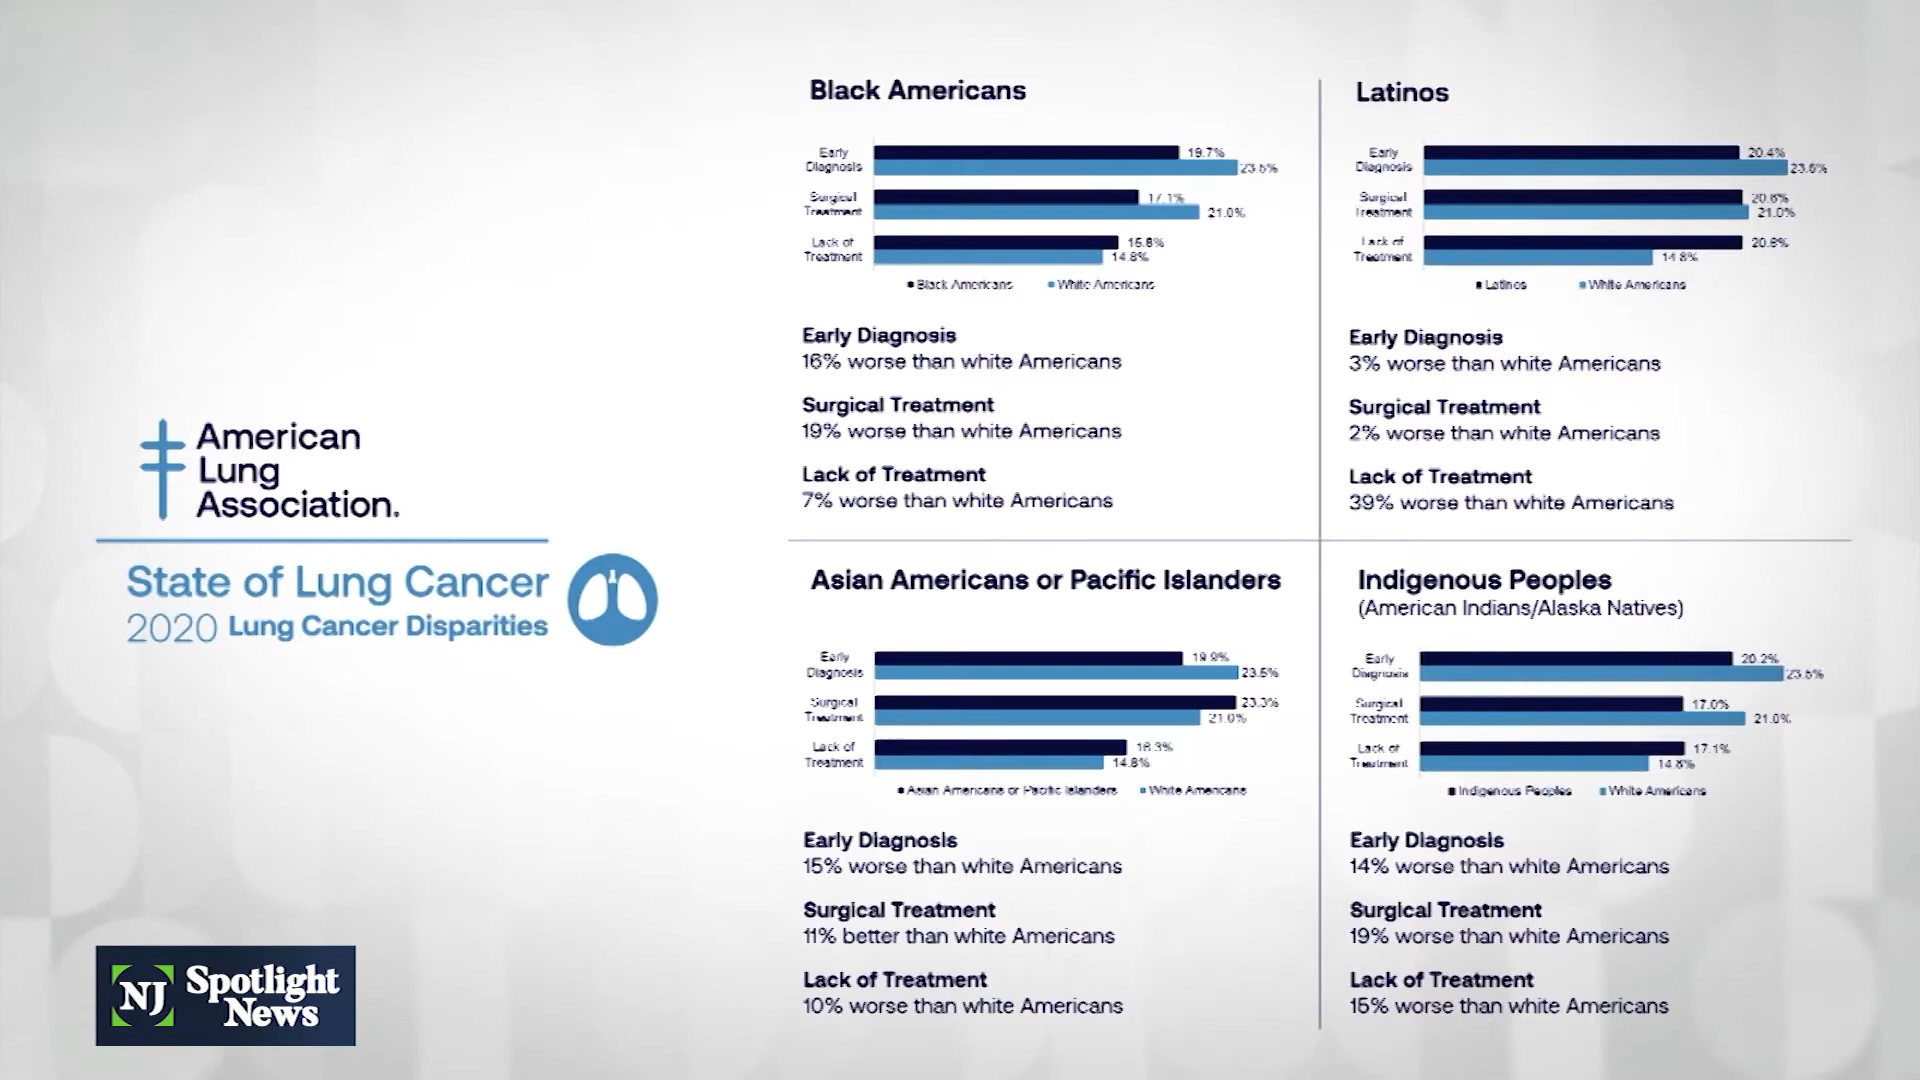 American
Lung
Association.
State of Lung Cancer
2020 Lung Cancer Disparities
NJ Spotlight
News
Black Americans
Early
Diagnosis
19.7%
23.5%
Surgical
Treatment
17.1%
21.0%
Lack of
Treatment
15.8%
14.8%
Black Americans White Americans
Early Diagnosis
16% worse than white Americans
Surgical Treatment
19% worse than white Americans
Lack of Treatment
7% worse than white Americans
Latinos
Early
Diagnosis
20.4%
Surgical
Treatment
21.0%
Lack of
Treatment
14.8%
Latinos White Americans
Early Diagnosis
3% worse than white Americans
Surgical Treatment
2% worse than white Americans
Lack of Treatment
39% worse than white Americans
Asian Americans or Pacific Islanders
Early
Diagnosis
19.9%
23.5%
Surgical
Treatment
23.3%
21.0%
Lack of
Treatment
16.3%
14.8%
Asian Americans or Pacific Islanders White Americans
Early Diagnosis
15% worse than white Americans
Surgical Treatment
11% better than white Americans
Lack of Treatment
10% worse than white Americans
Indigenous Peoples
(American Indians/Alaska Natives)
Early
Diagnosis
20.2%
23.5%
Surgical
Treatment
17.0%
21.0%
Lack of
Treatment
17.1%
14.8%
Indigenous Peoples White Americans
Early Diagnosis
14% worse than white Americans
Surgical Treatment
19% worse than white Americans
Lack of Treatment
15% worse than white Americans